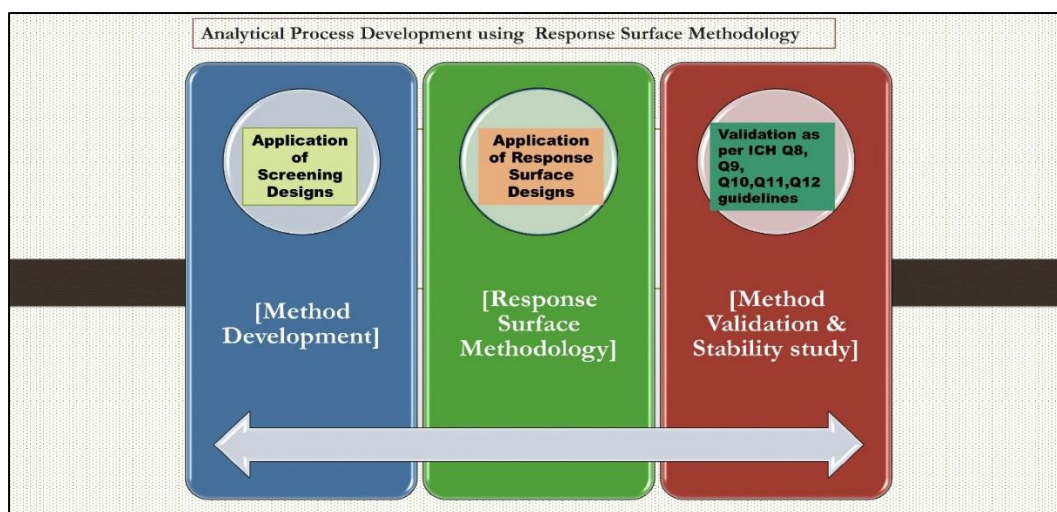 Analytical Process Development using Response Surface Methodology
Application
of
Screening
Designs
Application
of Response
Surface
Designs
Validation as
per ICH Q8,
Q9,
Q10,Q11,Q12
guidelines
[Method
Development]
[Response
Surface
Methodology]
[Method
Validation &
Stability study]